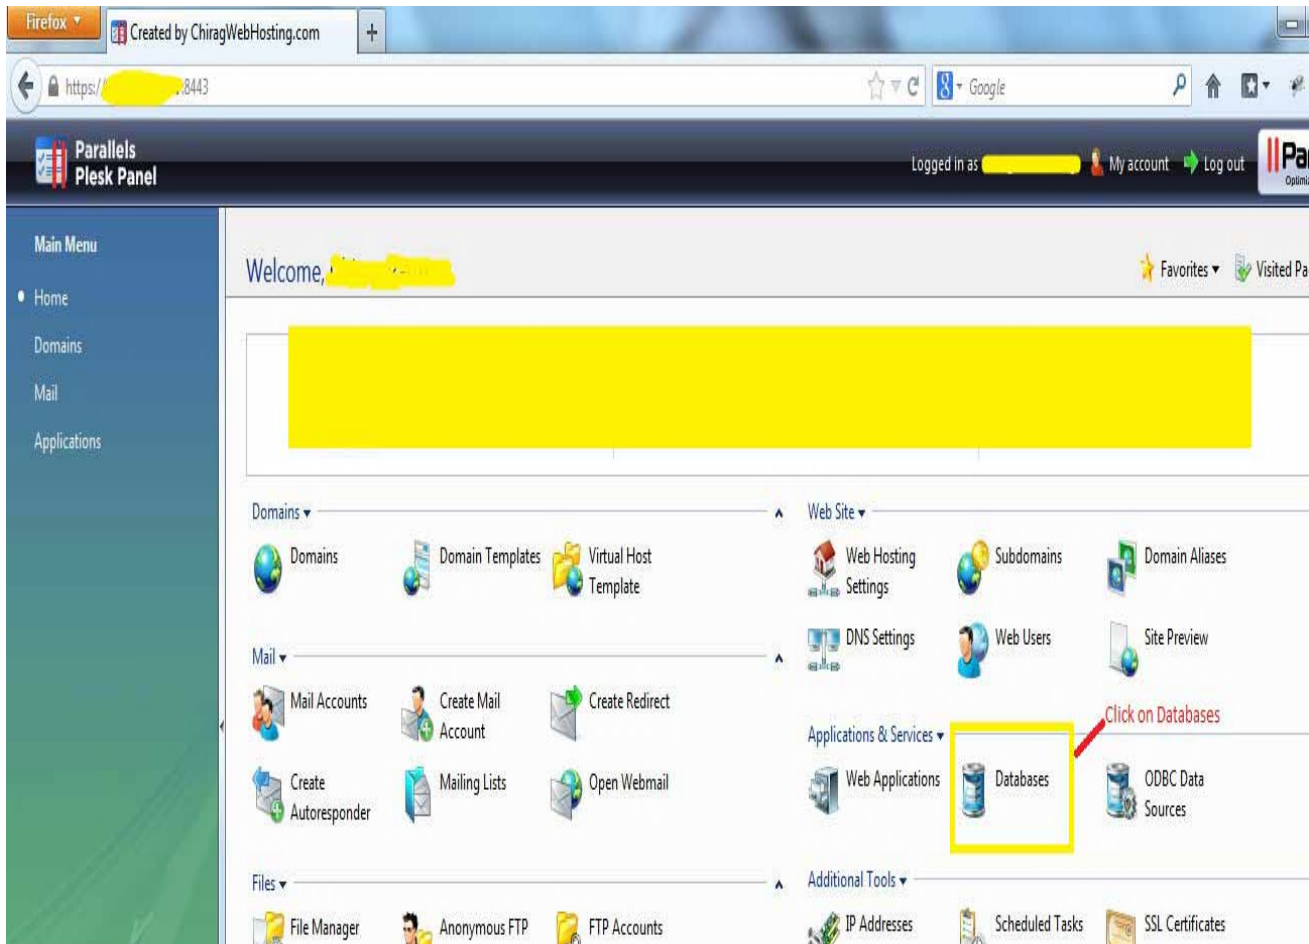 Firefox
Created by ChiragWebHosting.com
https:// :8443
Google
Parallels
Plesk Panel
Logged in as
My account
Log out
Main Menu
Welcome,
Favorites
Visited Pa
Home
Domains
Mail
Applications
Domains
Domains
Domain Templates
Virtual Host
Template
Web Site
Web Hosting
Settings
Subdomains
Domain Aliases
DNS Settings
Web Users
Site Preview
Mail
Mail Accounts
Create Mail
Account
Create Redirect
Create
Autoresponder
Mailing Lists
Open Webmail
Click on Databases
Applications & Services
Web Applications
Databases
ODBC Data
Sources
Files
File Manager
Anonymous FTP
FTP Accounts
Additional Tools
IP Addresses
Scheduled Tasks
SSL Certificates